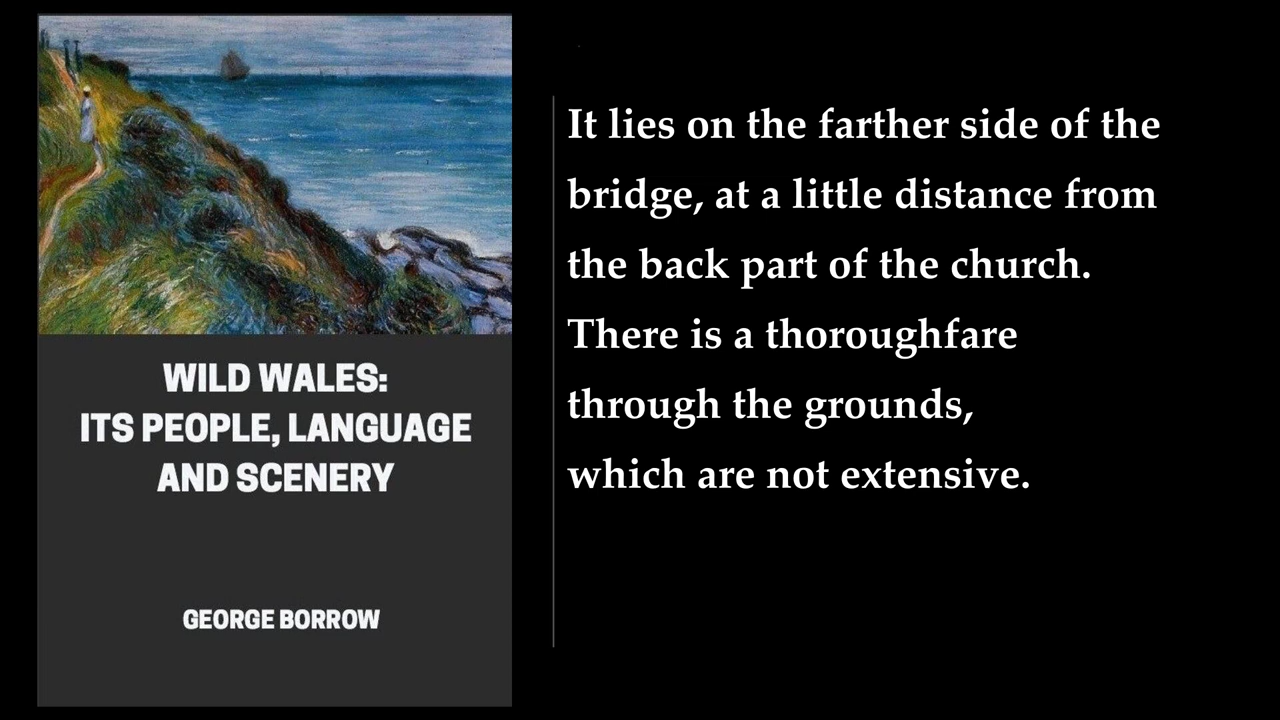 WILD WALES:
ITS PEOPLE, LANGUAGE
AND SCENERY
GEORGE BORROW
It lies on the farther side of the
bridge, at a little distance from
the back part of the church.
There is a thoroughfare
through the grounds,
which are not extensive.